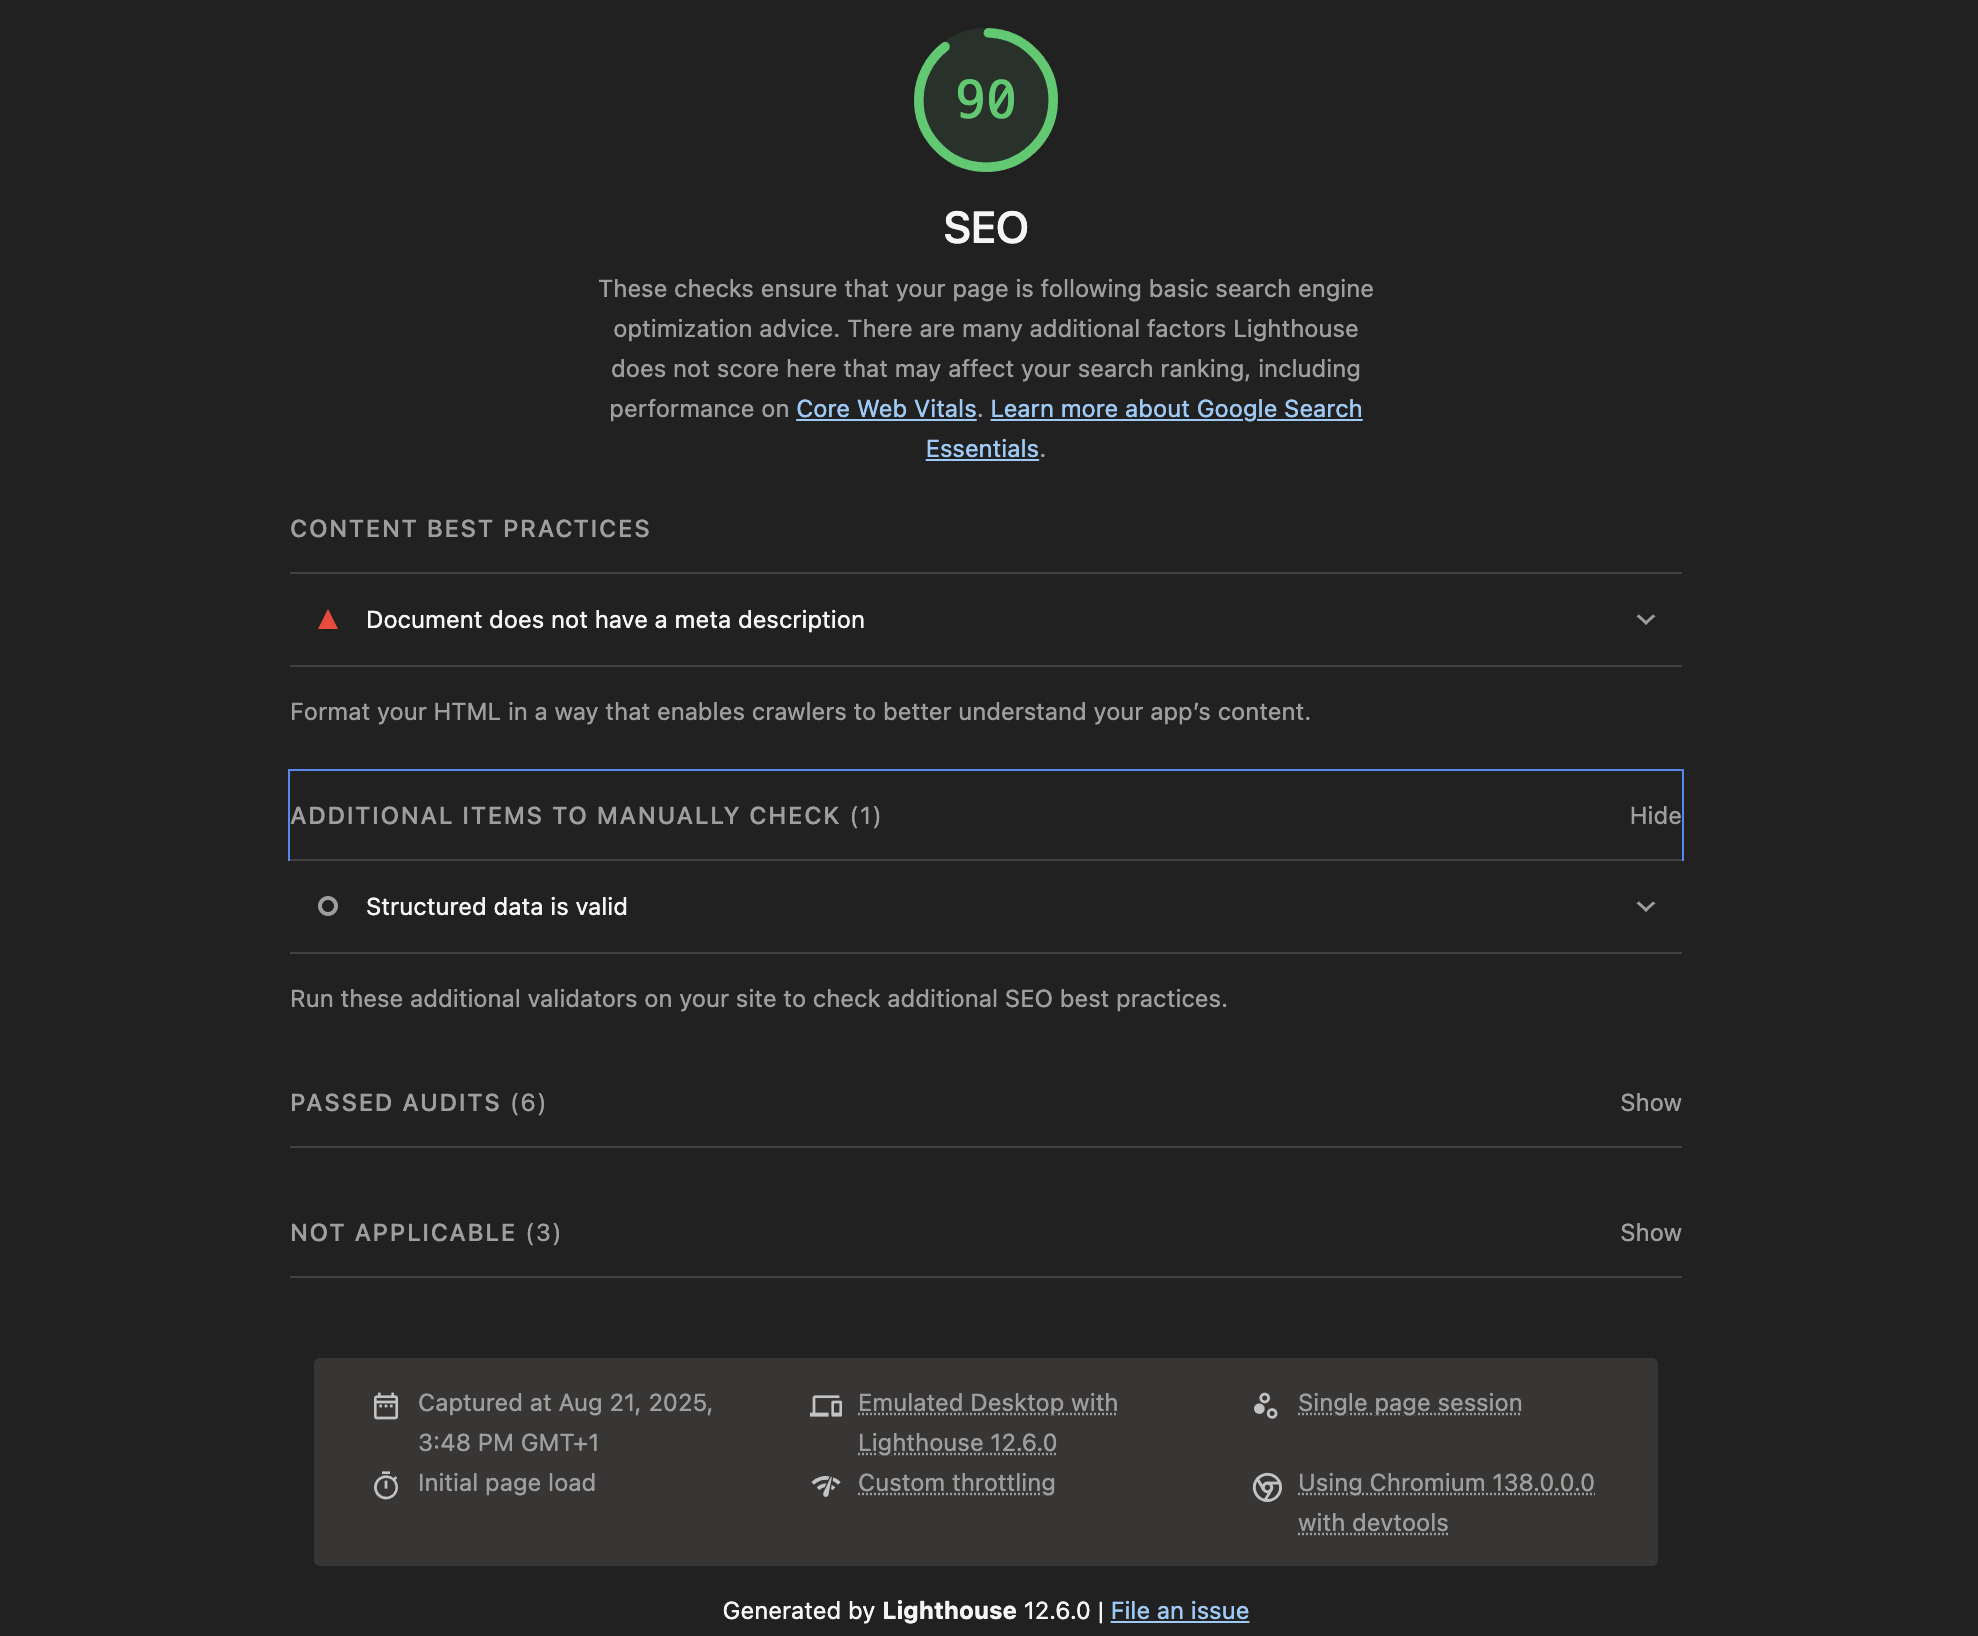 90
SEO
These checks ensure that your page is following basic search engine
optimization advice. There are many additional factors Lighthouse
does not score here that may affect your search ranking, including
performance on Core Web Vitals. Learn more about Google Search
Essentials.
CONTENT BEST PRACTICES
Document does not have a meta description
Format your HTML in a way that enables crawlers to better understand your app’s content.
ADDITIONAL ITEMS TO MANUALLY CHECK (1)
Hide
Structured data is valid
Run these additional validators on your site to check additional SEO best practices.
PASSED AUDITS (6)
Show
NOT APPLICABLE (3)
Show
Captured at Aug 21, 2025,
3:48 PM GMT+1
Emulated Desktop with
Lighthouse 12.6.0
Single page session
Initial page load
Custom throttling
Using Chromium 138.0.0.0
with devtools
Generated by Lighthouse 12.6.0 | File an issue